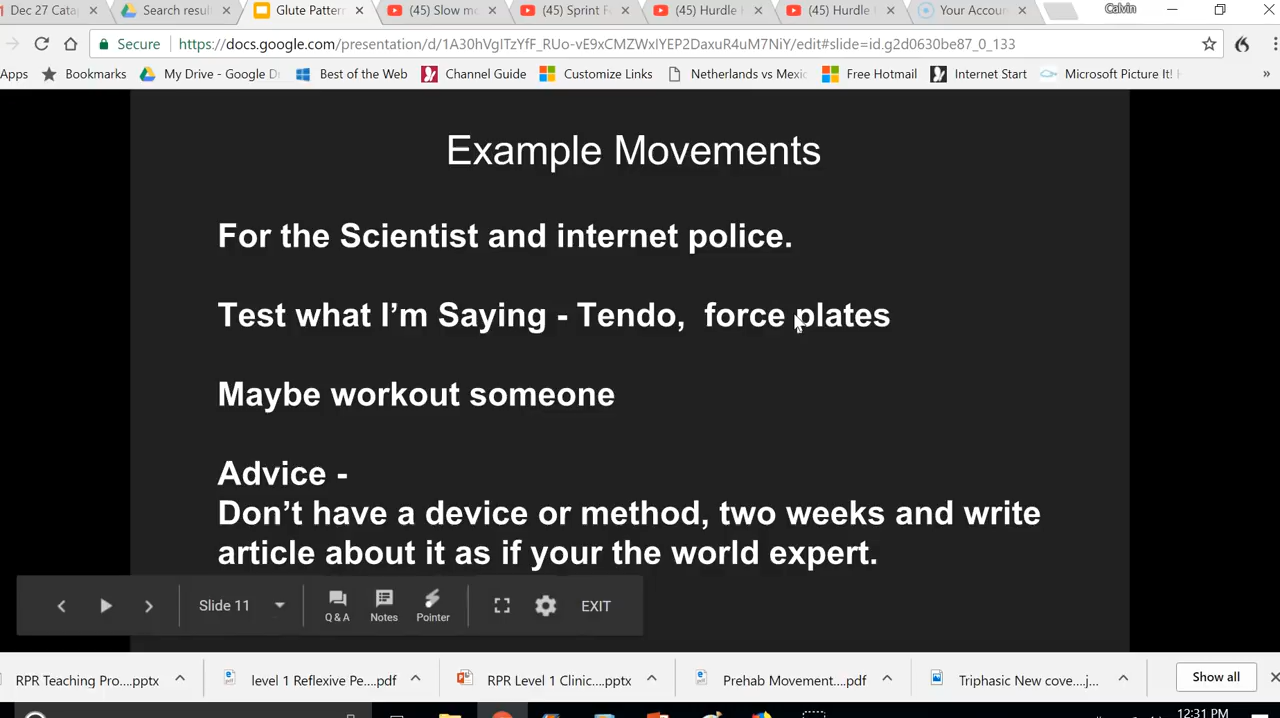 Dec 27 Cata
Search resul
Glute Patter
(45) Slow m
(45) Sprint F
(45) Hurdle
(45) Hurdle
Your Accou
Calvin
Secure
https://docs.google.com/presentation/d/1A30hVgITzYfF_RUo-vE9xCMZWxIYEP2DaxuR4uM7NiY/edit#slide=id.g2d0630be87_0_133
Apps
Bookmarks
My Drive - Google D
Best of the Web
Channel Guide
Customize Links
Netherlands vs Mexic
Free Hotmail
Internet Start
Microsoft Picture It!
»
Example Movements
For the Scientist and internet police.
Test what I'm Saying - Tendo, force plates
Maybe workout someone
Advice -
Don't have a device or method, two weeks and write
article about it as if your the world expert.
Slide 11
Q & A
Notes
Pointer
EXIT
RPR Teaching Pro....pptx
level 1 Reflexive Pe....pdf
RPR Level 1 Clinic....pptx
Prehab Movement....pdf
Triphasic New cove....j...
Show all
12:31 PM